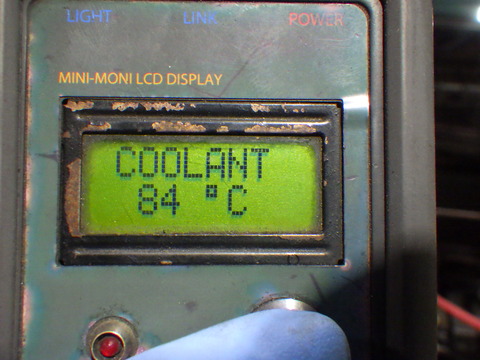 LIGHT LINK POWER
MINI-MONI LCD DISPLAY
COOLANT
84 °C